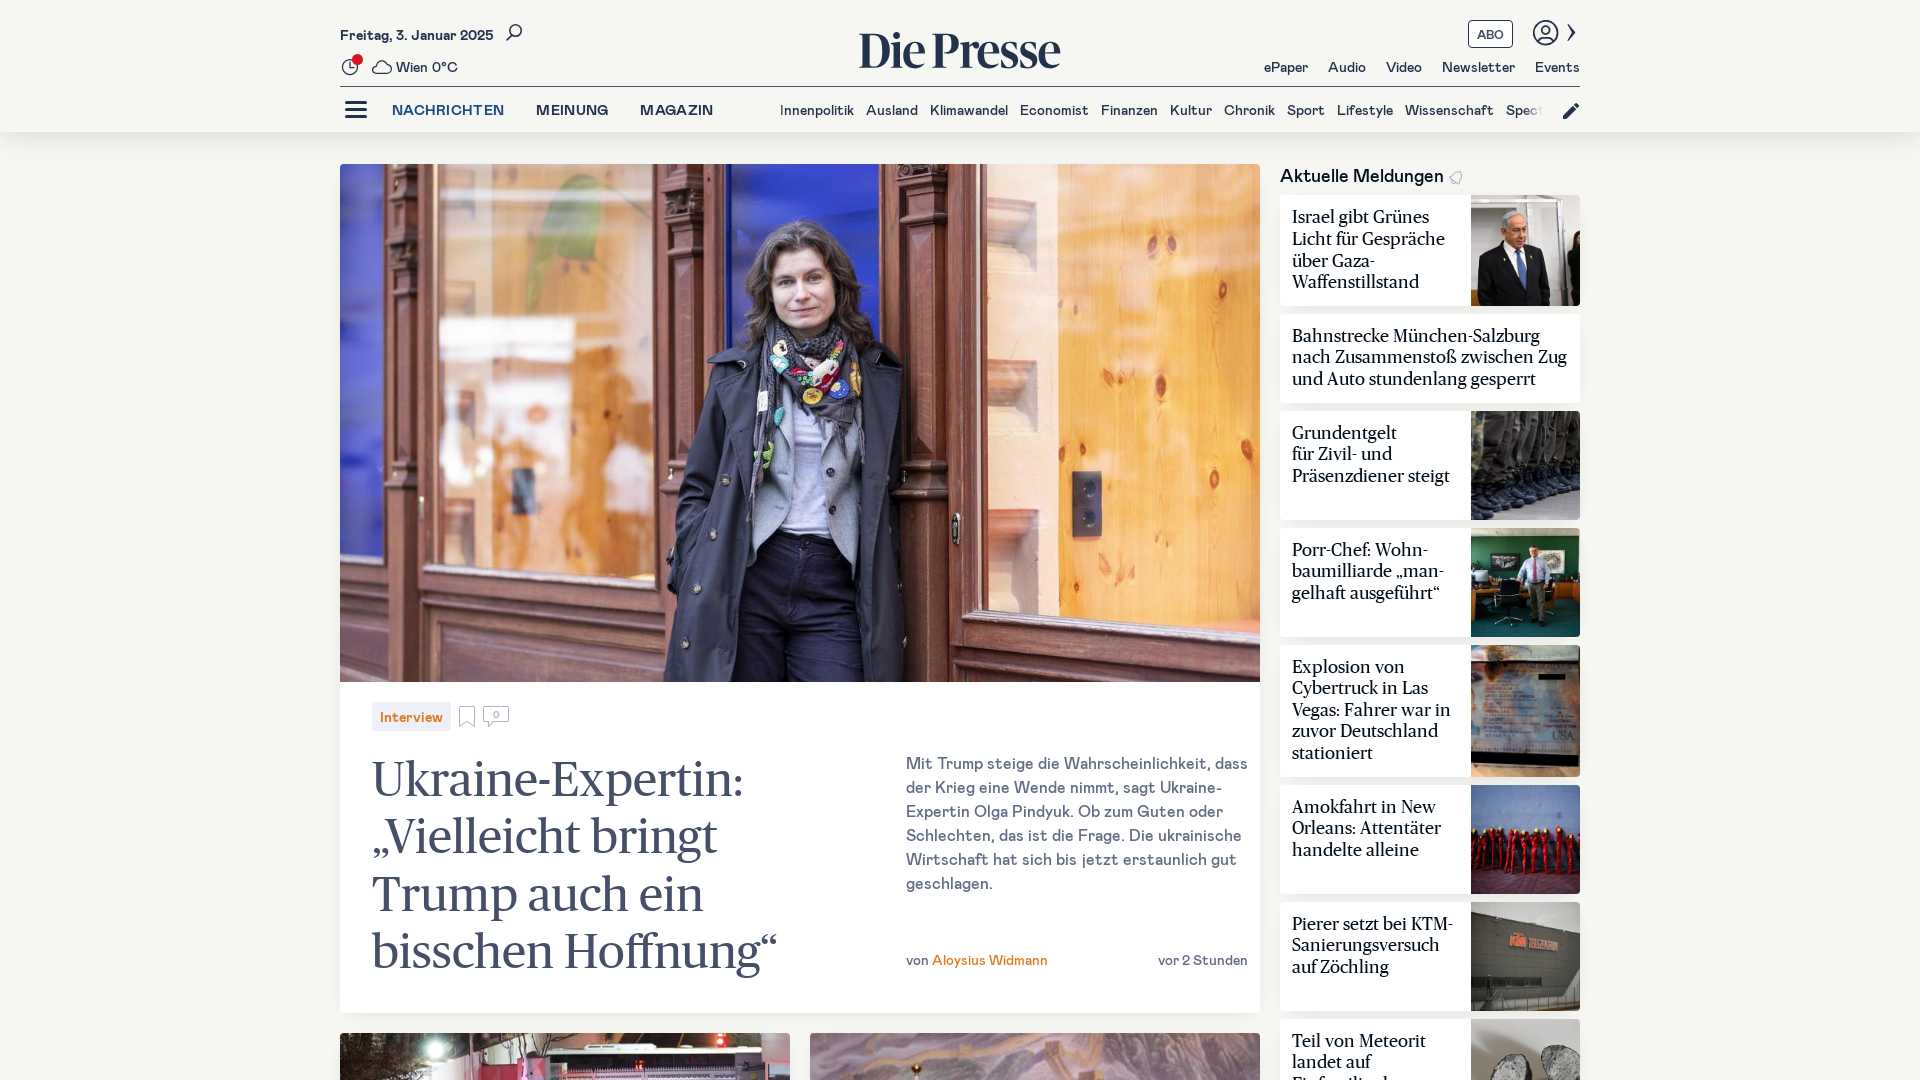 Freitag, 3. Januar 2025
Wien 0°C
Die Presse
ABO
ePaper Audio Video Newsletter Events
NACHRICHTEN MEINUNG MAGAZIN
Innenpolitik Ausland Klimawandel Economist Finanzen Kultur Chronik Sport Lifestyle Wissenschaft Spect
Interview
0
Ukraine-Expertin:
„Vielleicht bringt
Trump auch ein
bisschen Hoffnung“
Mit Trump steige die Wahrscheinlichkeit, dass
der Krieg eine Wende nimmt, sagt Ukraine-
Expertin Olga Pindyuk. Ob zum Guten oder
Schlechten, das ist die Frage. Die ukrainische
Wirtschaft hat sich bis jetzt erstaunlich gut
geschlagen.
von Aloysius Widmann
vor 2 Stunden
Aktuelle Meldungen
Israel gibt Grünes
Licht für Gespräche
über Gaza-
Waffenstillstand
Bahnstrecke München-Salzburg
nach Zusammenstoß zwischen Zug
und Auto stundenlang gesperrt
Grundentgelt
für Zivil- und
Präsenzdiener steigt
Porr-Chef: Wohn-
baumilliarde „man-
gelhaft ausgeführt“
Explosion von
Cybertruck in Las
Vegas: Fahrer war in
zuvor Deutschland
stationiert
USA
Amokfahrt in New
Orleans: Attentäter
handelte alleine
Pierer setzt bei KTM-
Sanierungsversuch
auf Zöchling
Teil von Meteorit
landet auf